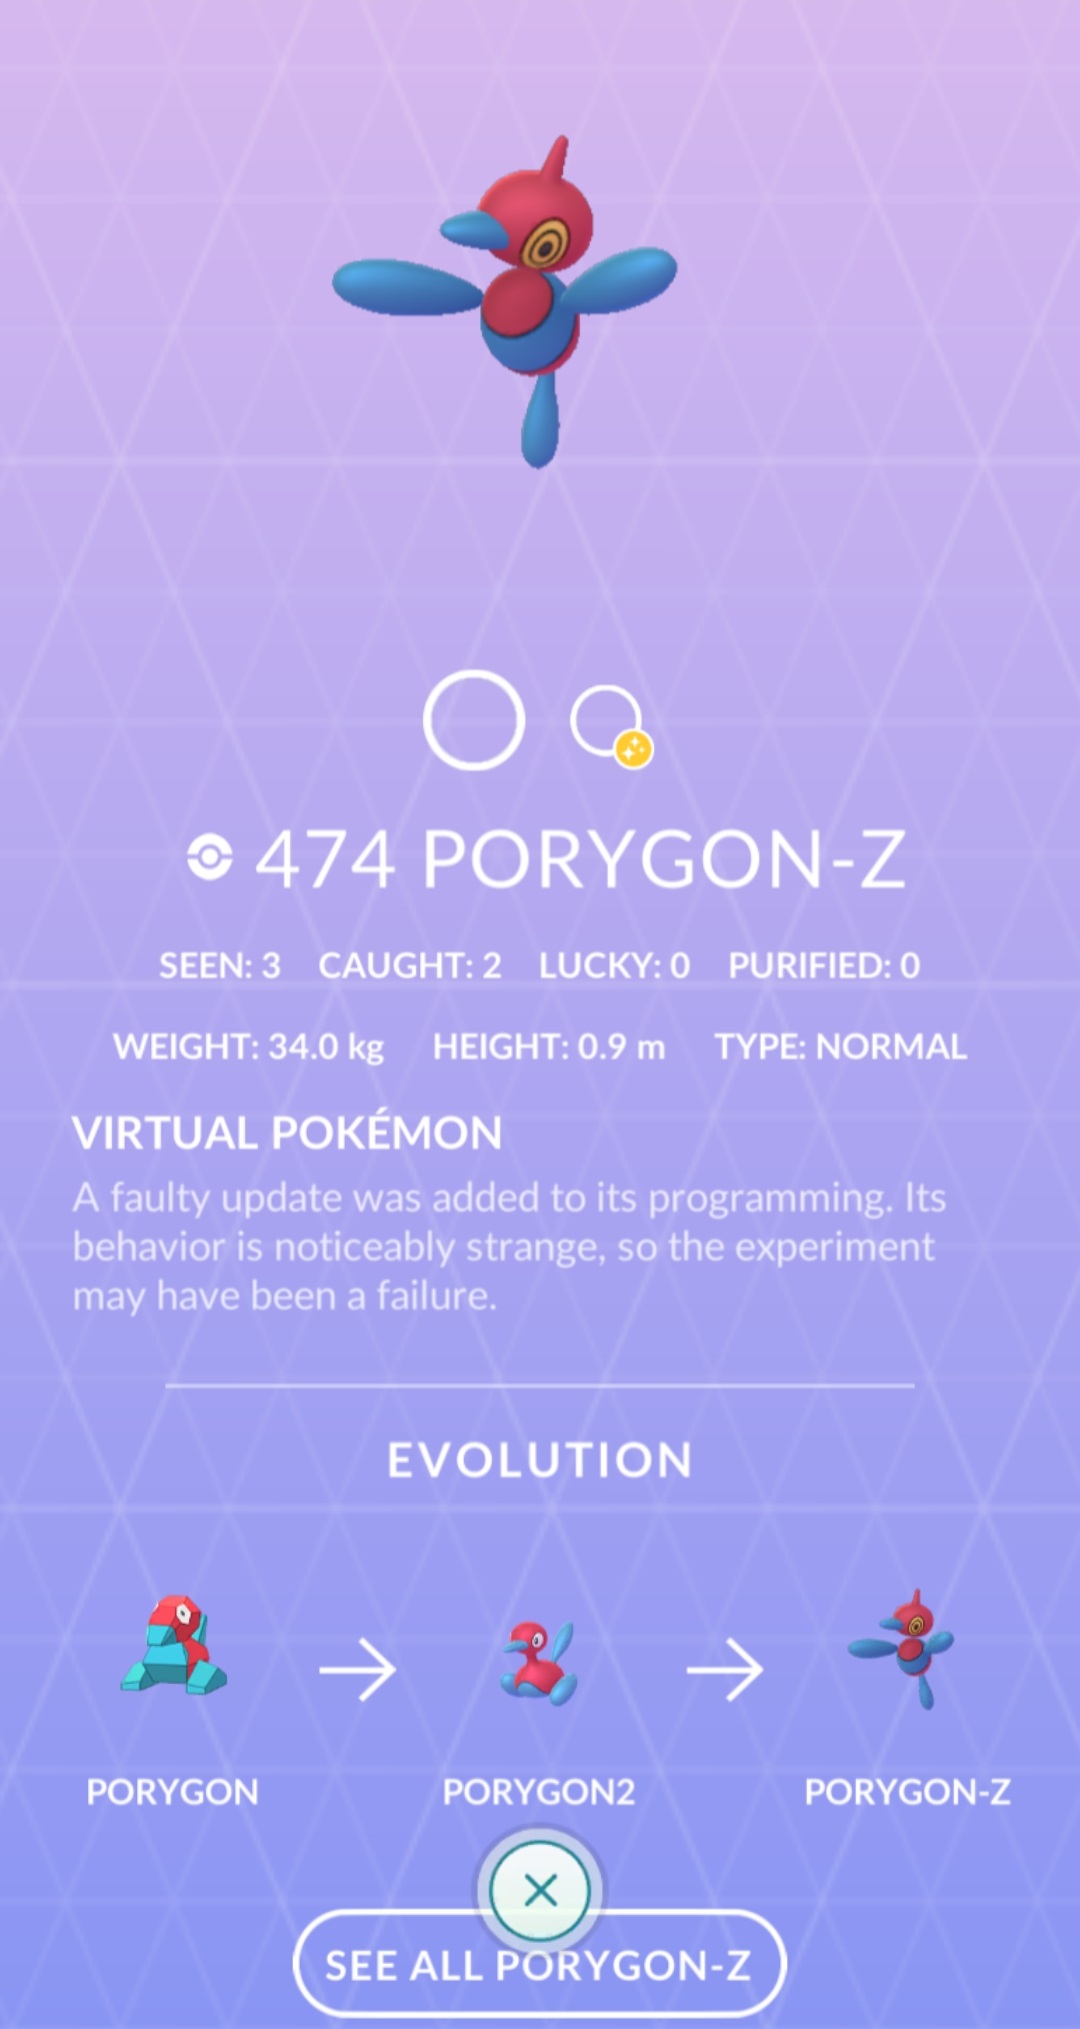 474 PORYGON-Z
SEEN: 3 CAUGHT: 2 LUCKY: 0 PURIFIED: 0
WEIGHT: 34.0 kg HEIGHT: 0.9 m TYPE: NORMAL
VIRTUAL POKÉMON
A faulty update was added to its programming. Its
behavior is noticeably strange, so the experiment
may have been a failure.
EVOLUTION
PORYGON PORYGON2 PORYGON-Z
SEE ALL PORYGON-Z